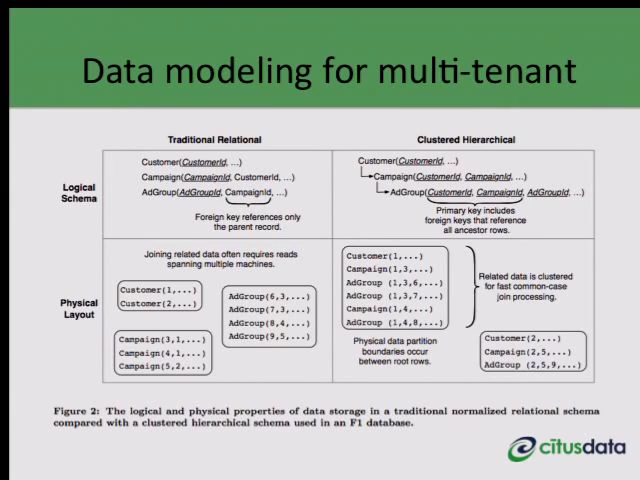 Data modeling for multi-tenant
Traditional Relational
Clustered Hierarchical
Logical
Schema
Customer(CustomerId, ...)
Campaign(CampaignId, CustomerId, ...)
AdGroup(AdGroupId, CampaignId, ...)
Foreign key references only
the parent record.
Customer(CustomerId, ...)
Campaign(CustomerId, CampaignId, ...)
AdGroup(CustomerId, CampaignId, AdGroupId, ...)
Primary key includes
foreign keys that reference
all ancestor rows.
Physical
Layout
Joining related data often requires reads
spanning multiple machines.
Customer(1,...)
Customer(2,...)
AdGroup(6,3,...)
AdGroup(7,3,...)
AdGroup(8,4,...)
AdGroup(9,5,...)
Campaign(3,1,...)
Campaign(4,1,...)
Campaign(5,2,...)
Customer(1,...)
Campaign(1,3,...)
AdGroup (1,3,6,...)
AdGroup (1,3,7,...)
Campaign(1,4,...)
AdGroup (1,4,8,...)
Related data is clustered
for fast common-case
join processing.
Physical data partition
boundaries occur
between root rows.
Customer(2,...)
Campaign(2,5,...)
AdGroup (2,5,9,...)
Figure 2: The logical and physical properties of data storage in a traditional normalized relational schema
compared with a clustered hierarchical schema used in an F1 database.
citusdata